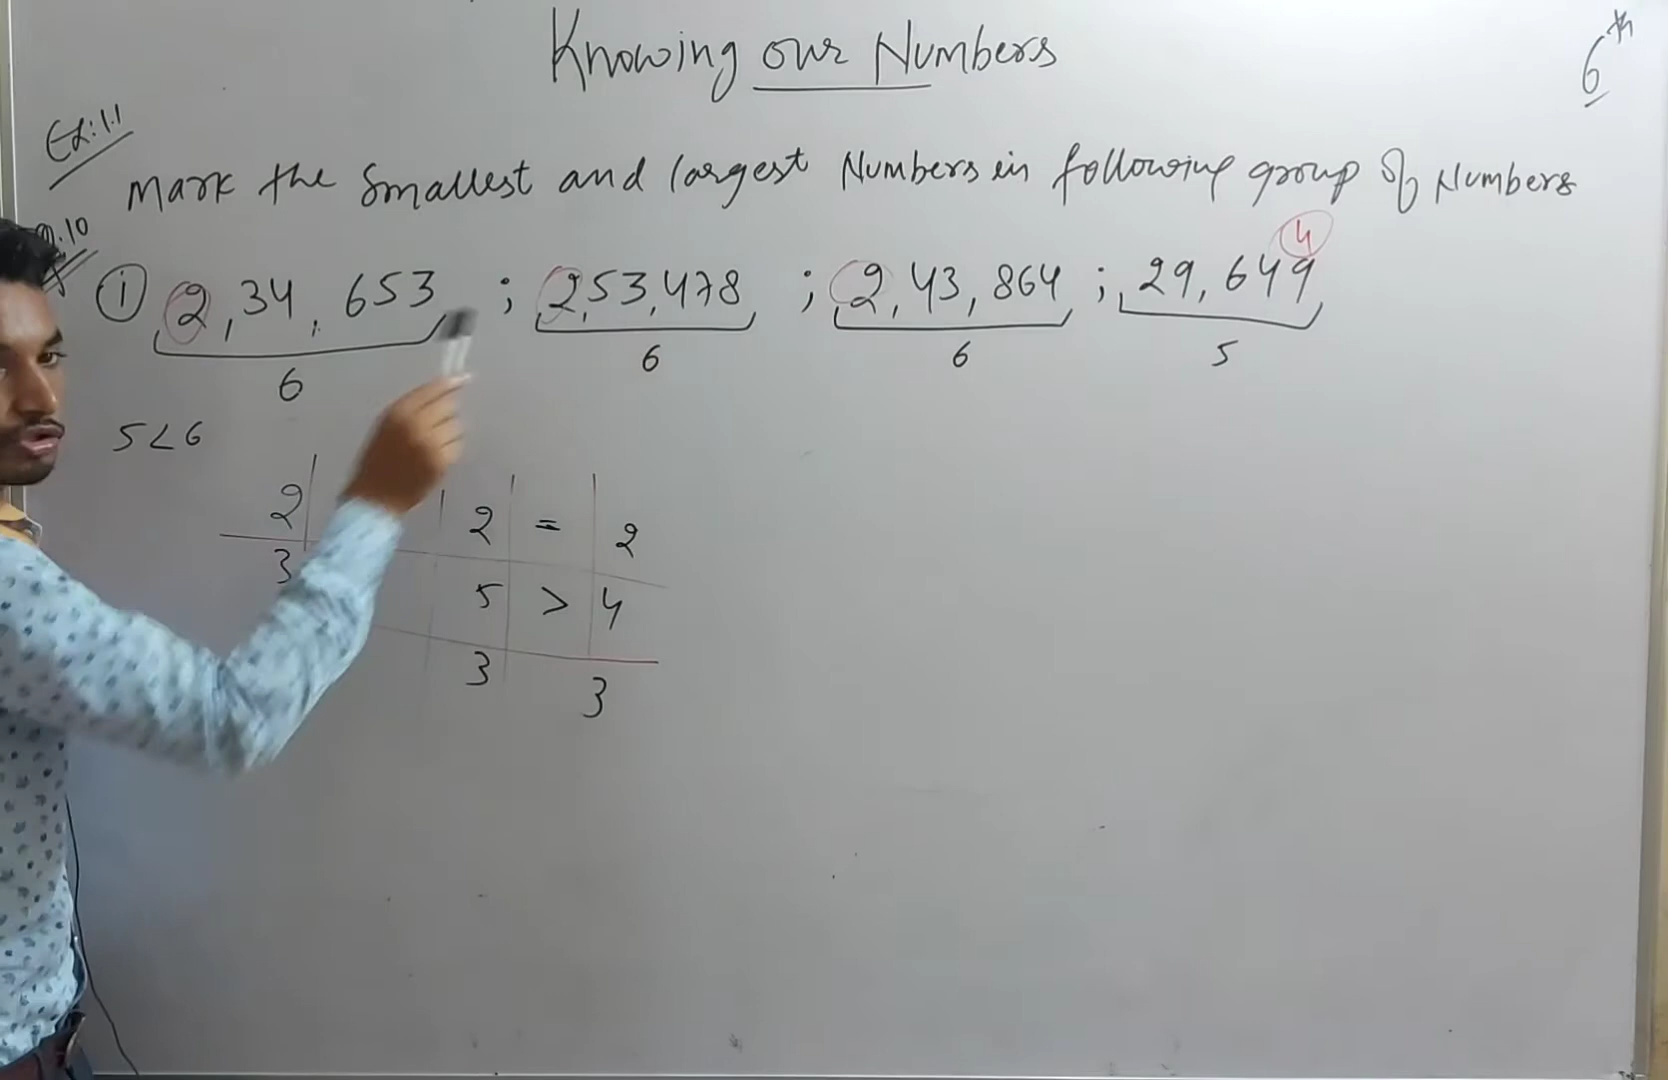 Knowing our Numbers
6th
Ex:1.1
Mark the Smallest and largest Numbers in following group of Numbers
Q.10
4
① 2,34,653 ; 2,53,478 ; 2,43,864 ; 29,649
6 6 6 5
5<6
2 2 = 2
3 5 > 4
3 3